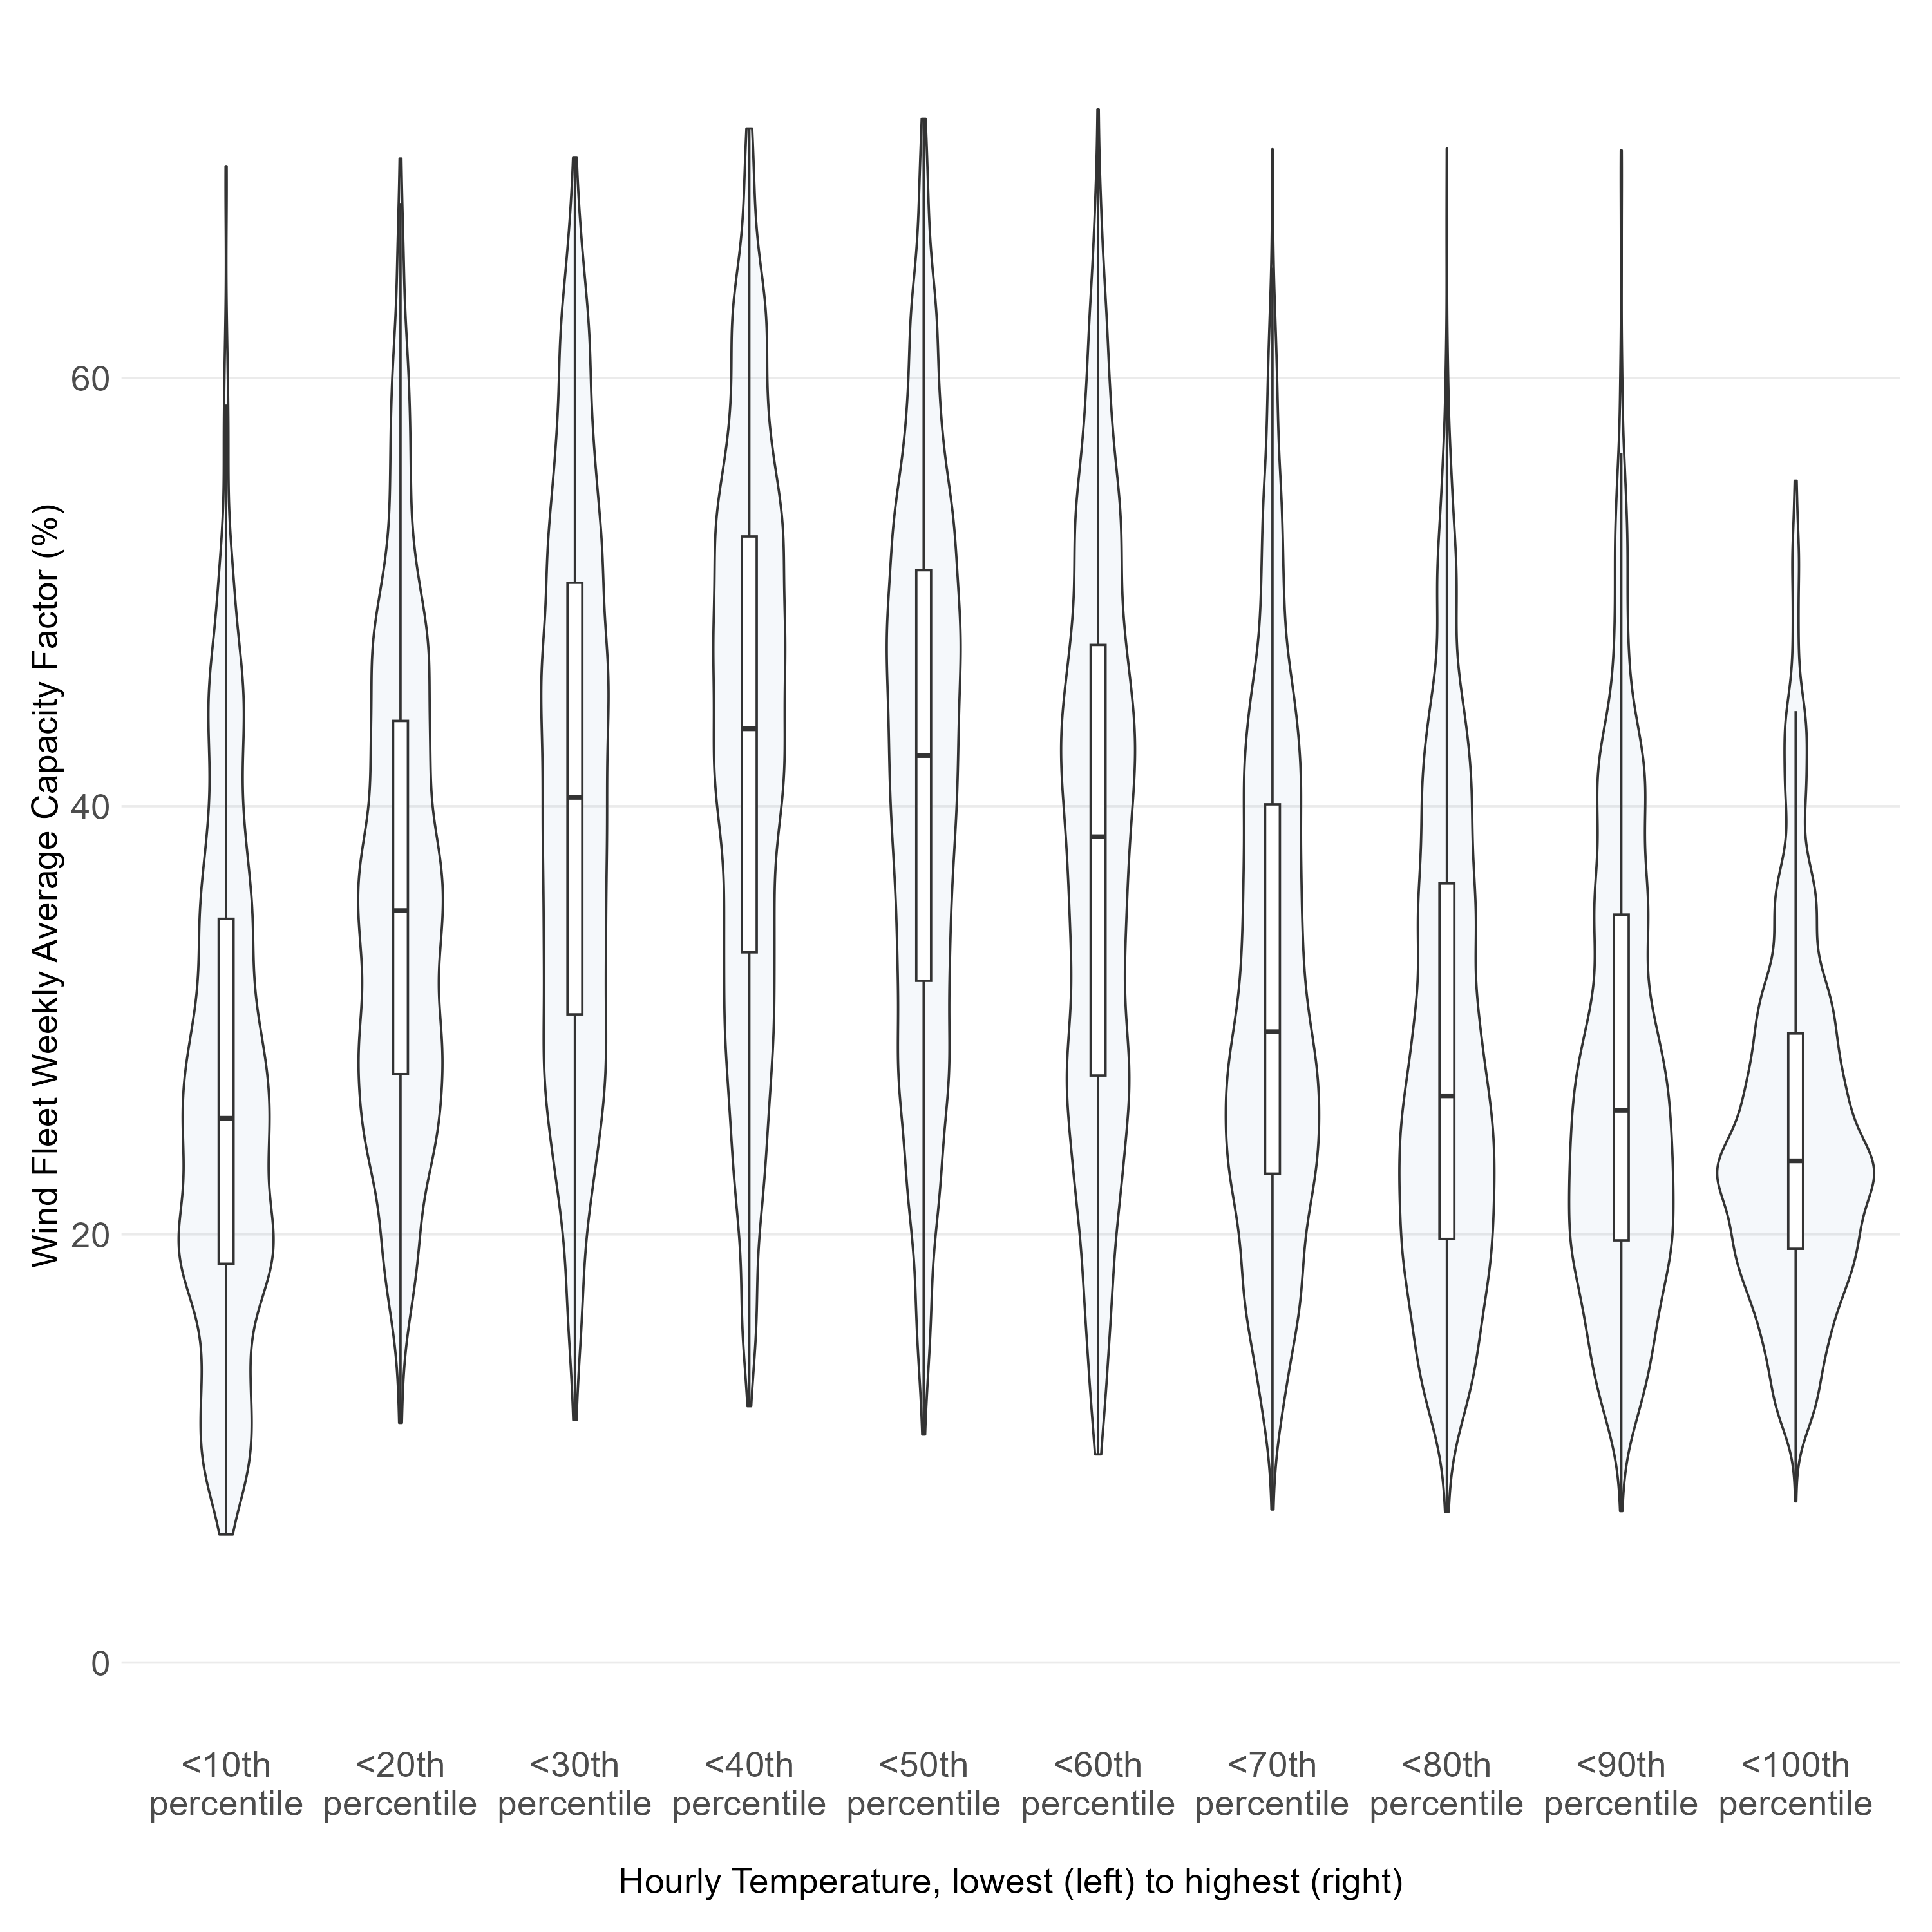 Wind Fleet Weekly Average Capacity Factor (%)
60
40
20
0
<10th percentile
<20th percentile
<30th percentile
<40th percentile
<50th percentile
<60th percentile
<70th percentile
<80th percentile
<90th percentile
<100th percentile
Hourly Temperature, lowest (left) to highest (right)